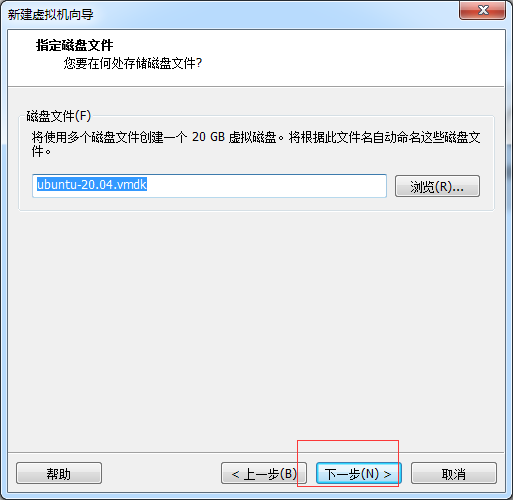 新建虚拟机向导
指定磁盘文件
您要在何处存储磁盘文件?
磁盘文件(F)
将使用多个磁盘文件创建一个 20 GB 虚拟磁盘。将根据此文件名自动命名这些磁盘文
件。
ubuntu-20.04.vmdk
浏览(R)...
帮助
< 上一步(B)
下一步(N) >
取消